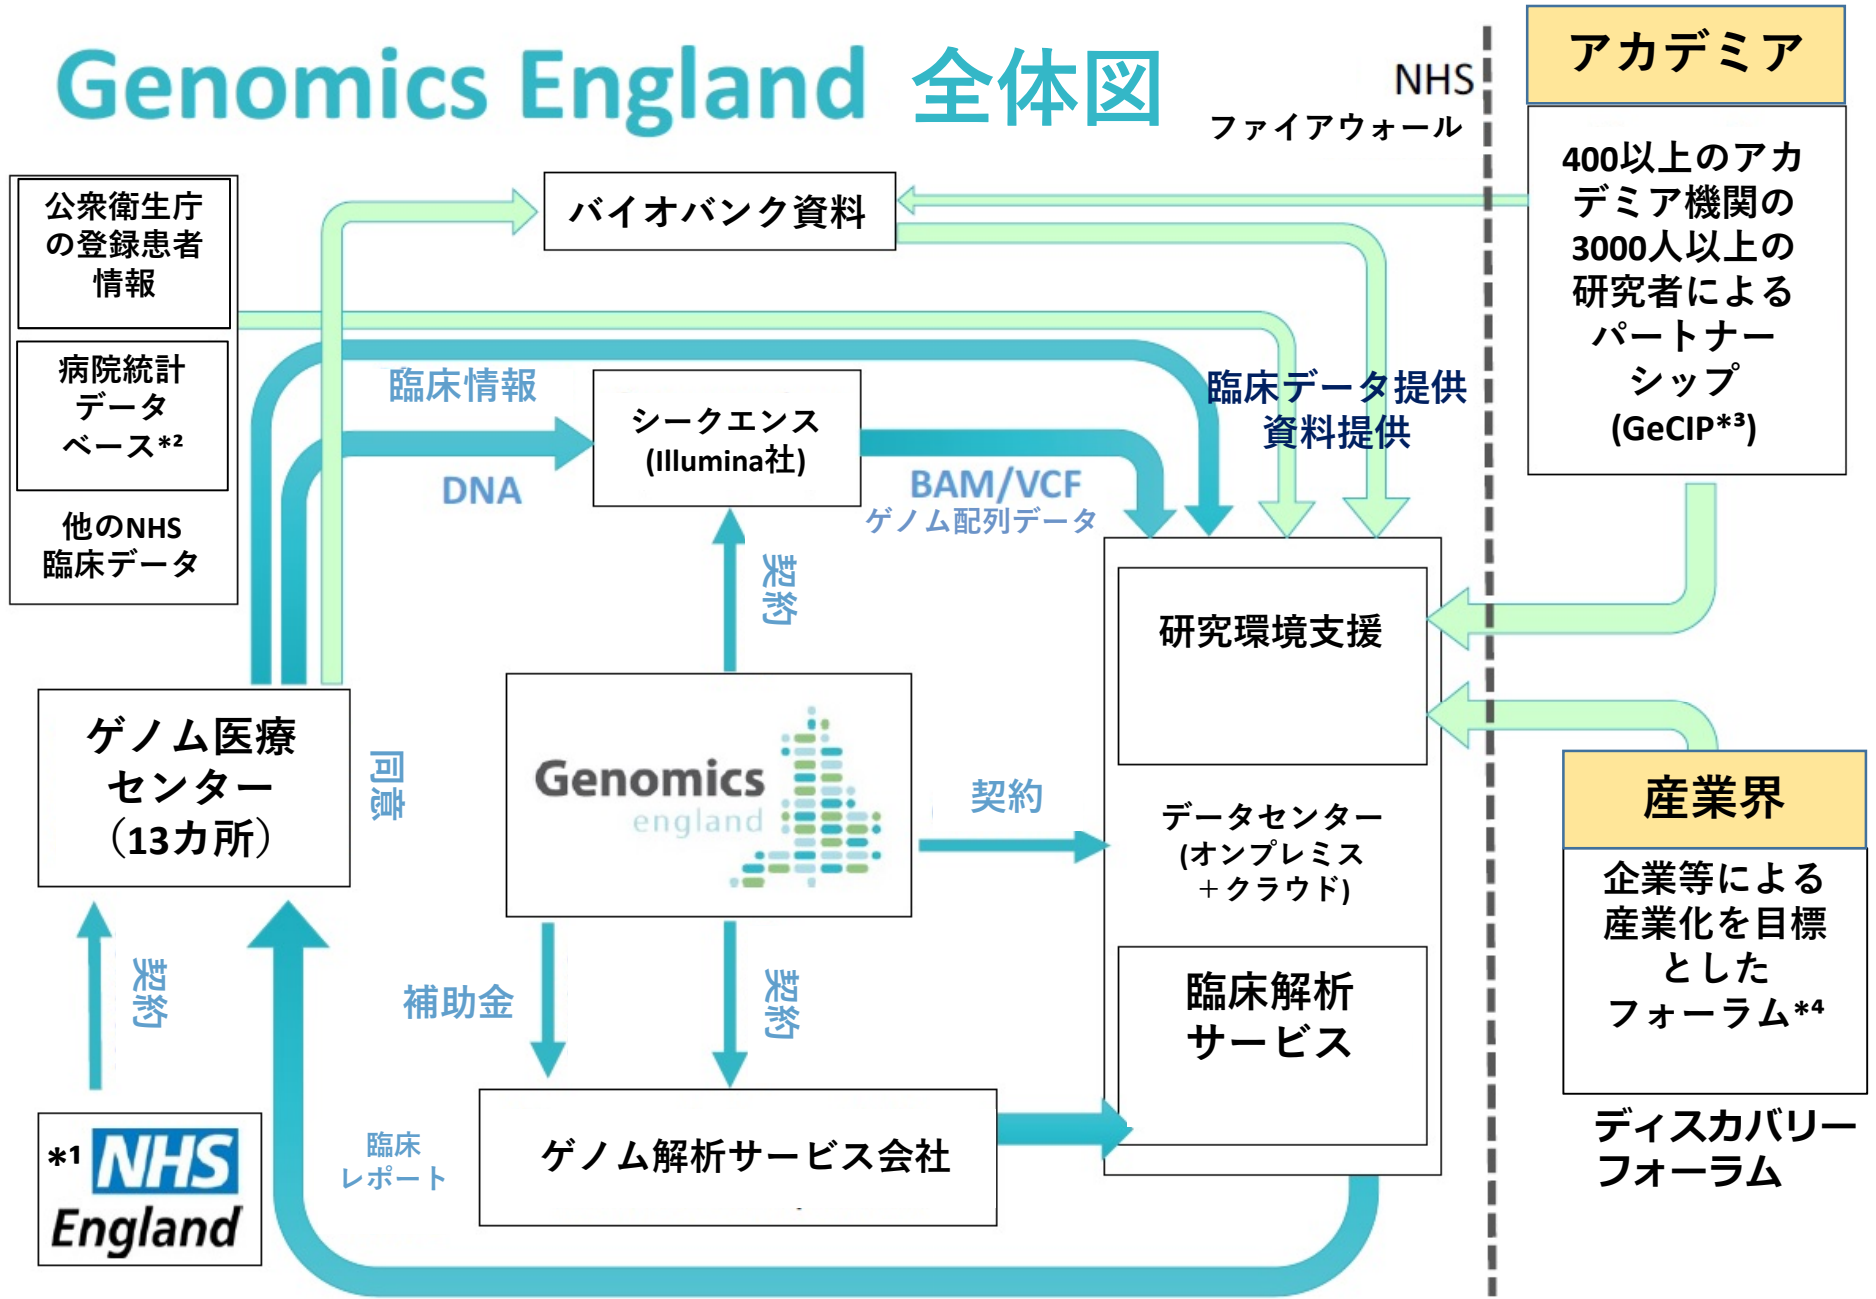 Genomics England 全体図
NHS
ファイアウォール
アカデミア
400以上のアカ
デミア機関の
3000人以上の
研究者による
パートナー
シップ
(GeCIP*³)
公衆衛生庁
の登録患者
情報
病院統計
データ
ベース*²
他のNHS
臨床データ
バイオバンク資料
臨床情報
DNA
シークエンス
(Illumina社)
BAM/VCF
ゲノム配列データ
臨床データ提供
資料提供
契約
研究環境支援
ゲノム医療
センター
（13カ所）
同意
Genomics
england
契約
データセンター
(オンプレミス
＋クラウド)
産業界
企業等による
産業化を目標
とした
フォーラム*⁴
ディスカバリー
フォーラム
契約
補助金
契約
臨床解析
サービス
*¹ NHS
England
臨床
レポート
ゲノム解析サービス会社